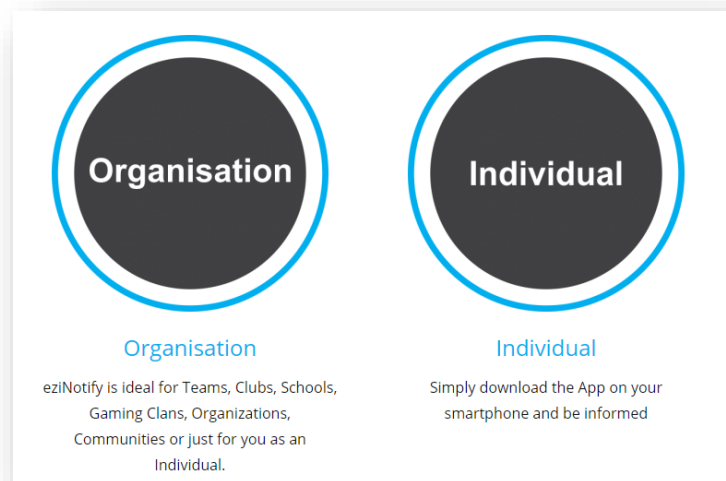 Organisation
Individual
Organisation
eziNotify is ideal for Teams, Clubs, Schools,
Gaming Clans, Organizations,
Communities or just for you as an
Individual.
Individual
Simply download the App on your
smartphone and be informed